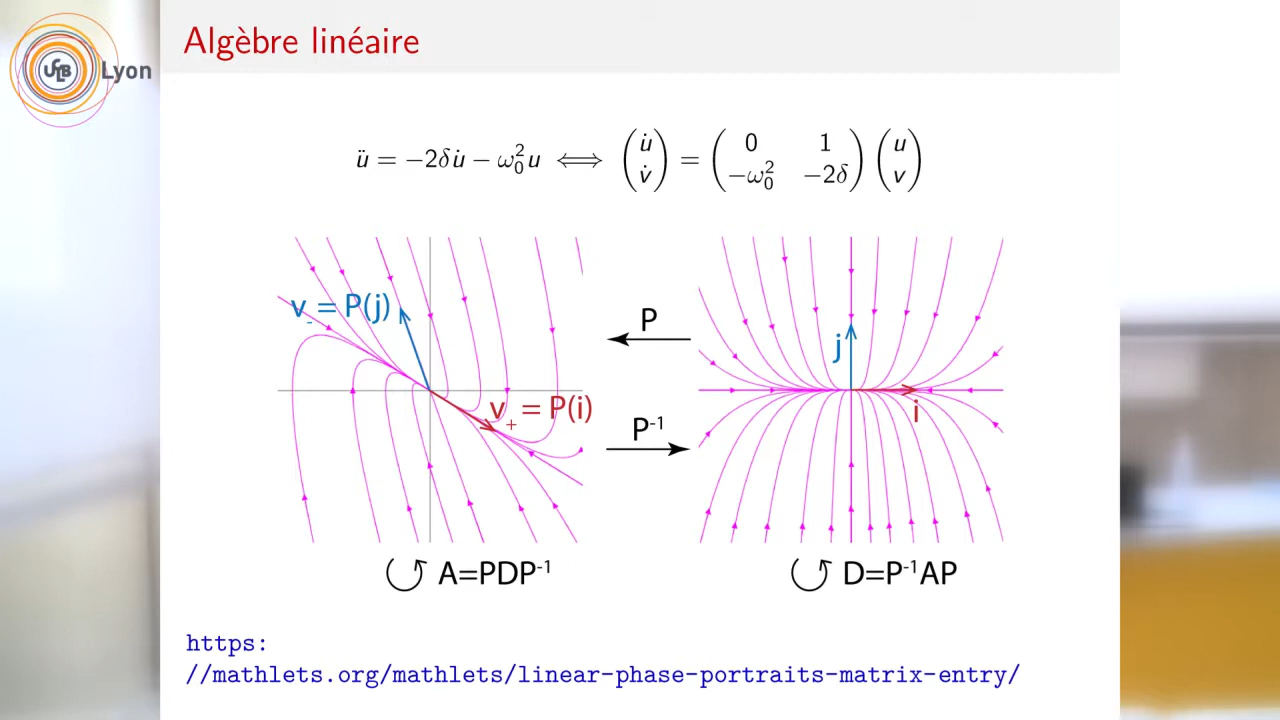 Algèbre linéaire
UCLB Lyon
ü = −2δu̇ − ω₀²u ⟺ (u̇ v̇) = (0 1 −ω₀² −2δ) (u v)
v₋ = P(j)
P
j
v₊ = P(i)
i
P⁻¹
A=PDP⁻¹
D=P⁻¹AP
https:
//mathlets.org/mathlets/linear-phase-portraits-matrix-entry/